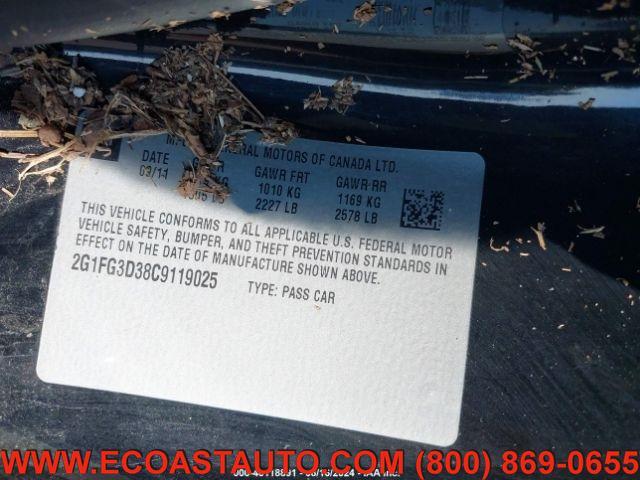 GENERAL MOTORS OF CANADA LTD.
DATE GAWR FRT GAWR RR
1010 KG 1169 KG
2227 LB 2578 LB
THIS VEHICLE CONFORMS TO ALL APPLICABLE U.S. FEDERAL MOTOR
VEHICLE SAFETY, BUMPER, AND THEFT PREVENTION STANDARDS IN
EFFECT ON THE DATE OF MANUFACTURE SHOWN ABOVE.
2G1FG3D38C9119025 TYPE: PASS CAR
WWW.ECOASTAUTO.COM (800) 869-0655